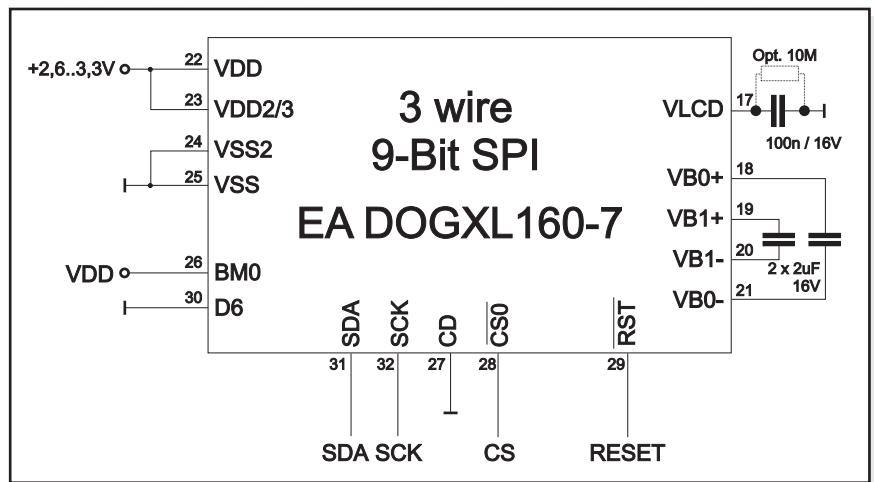 +2,6..3,3V
22 VDD
23 VDD2/3
24 VSS2
25 VSS
VDD
26 BM0
30 D6
3 wire
9-Bit SPI
EA DOGXL160-7
Opt. 10M
VLCD 17
100n / 16V
VB0+ 18
VB1+ 19
VB1- 20
2 x 2uF
16V
VB0- 21
SDA SCK CD CS0 RST
31 32 27 28 29
SDA SCK CS RESET